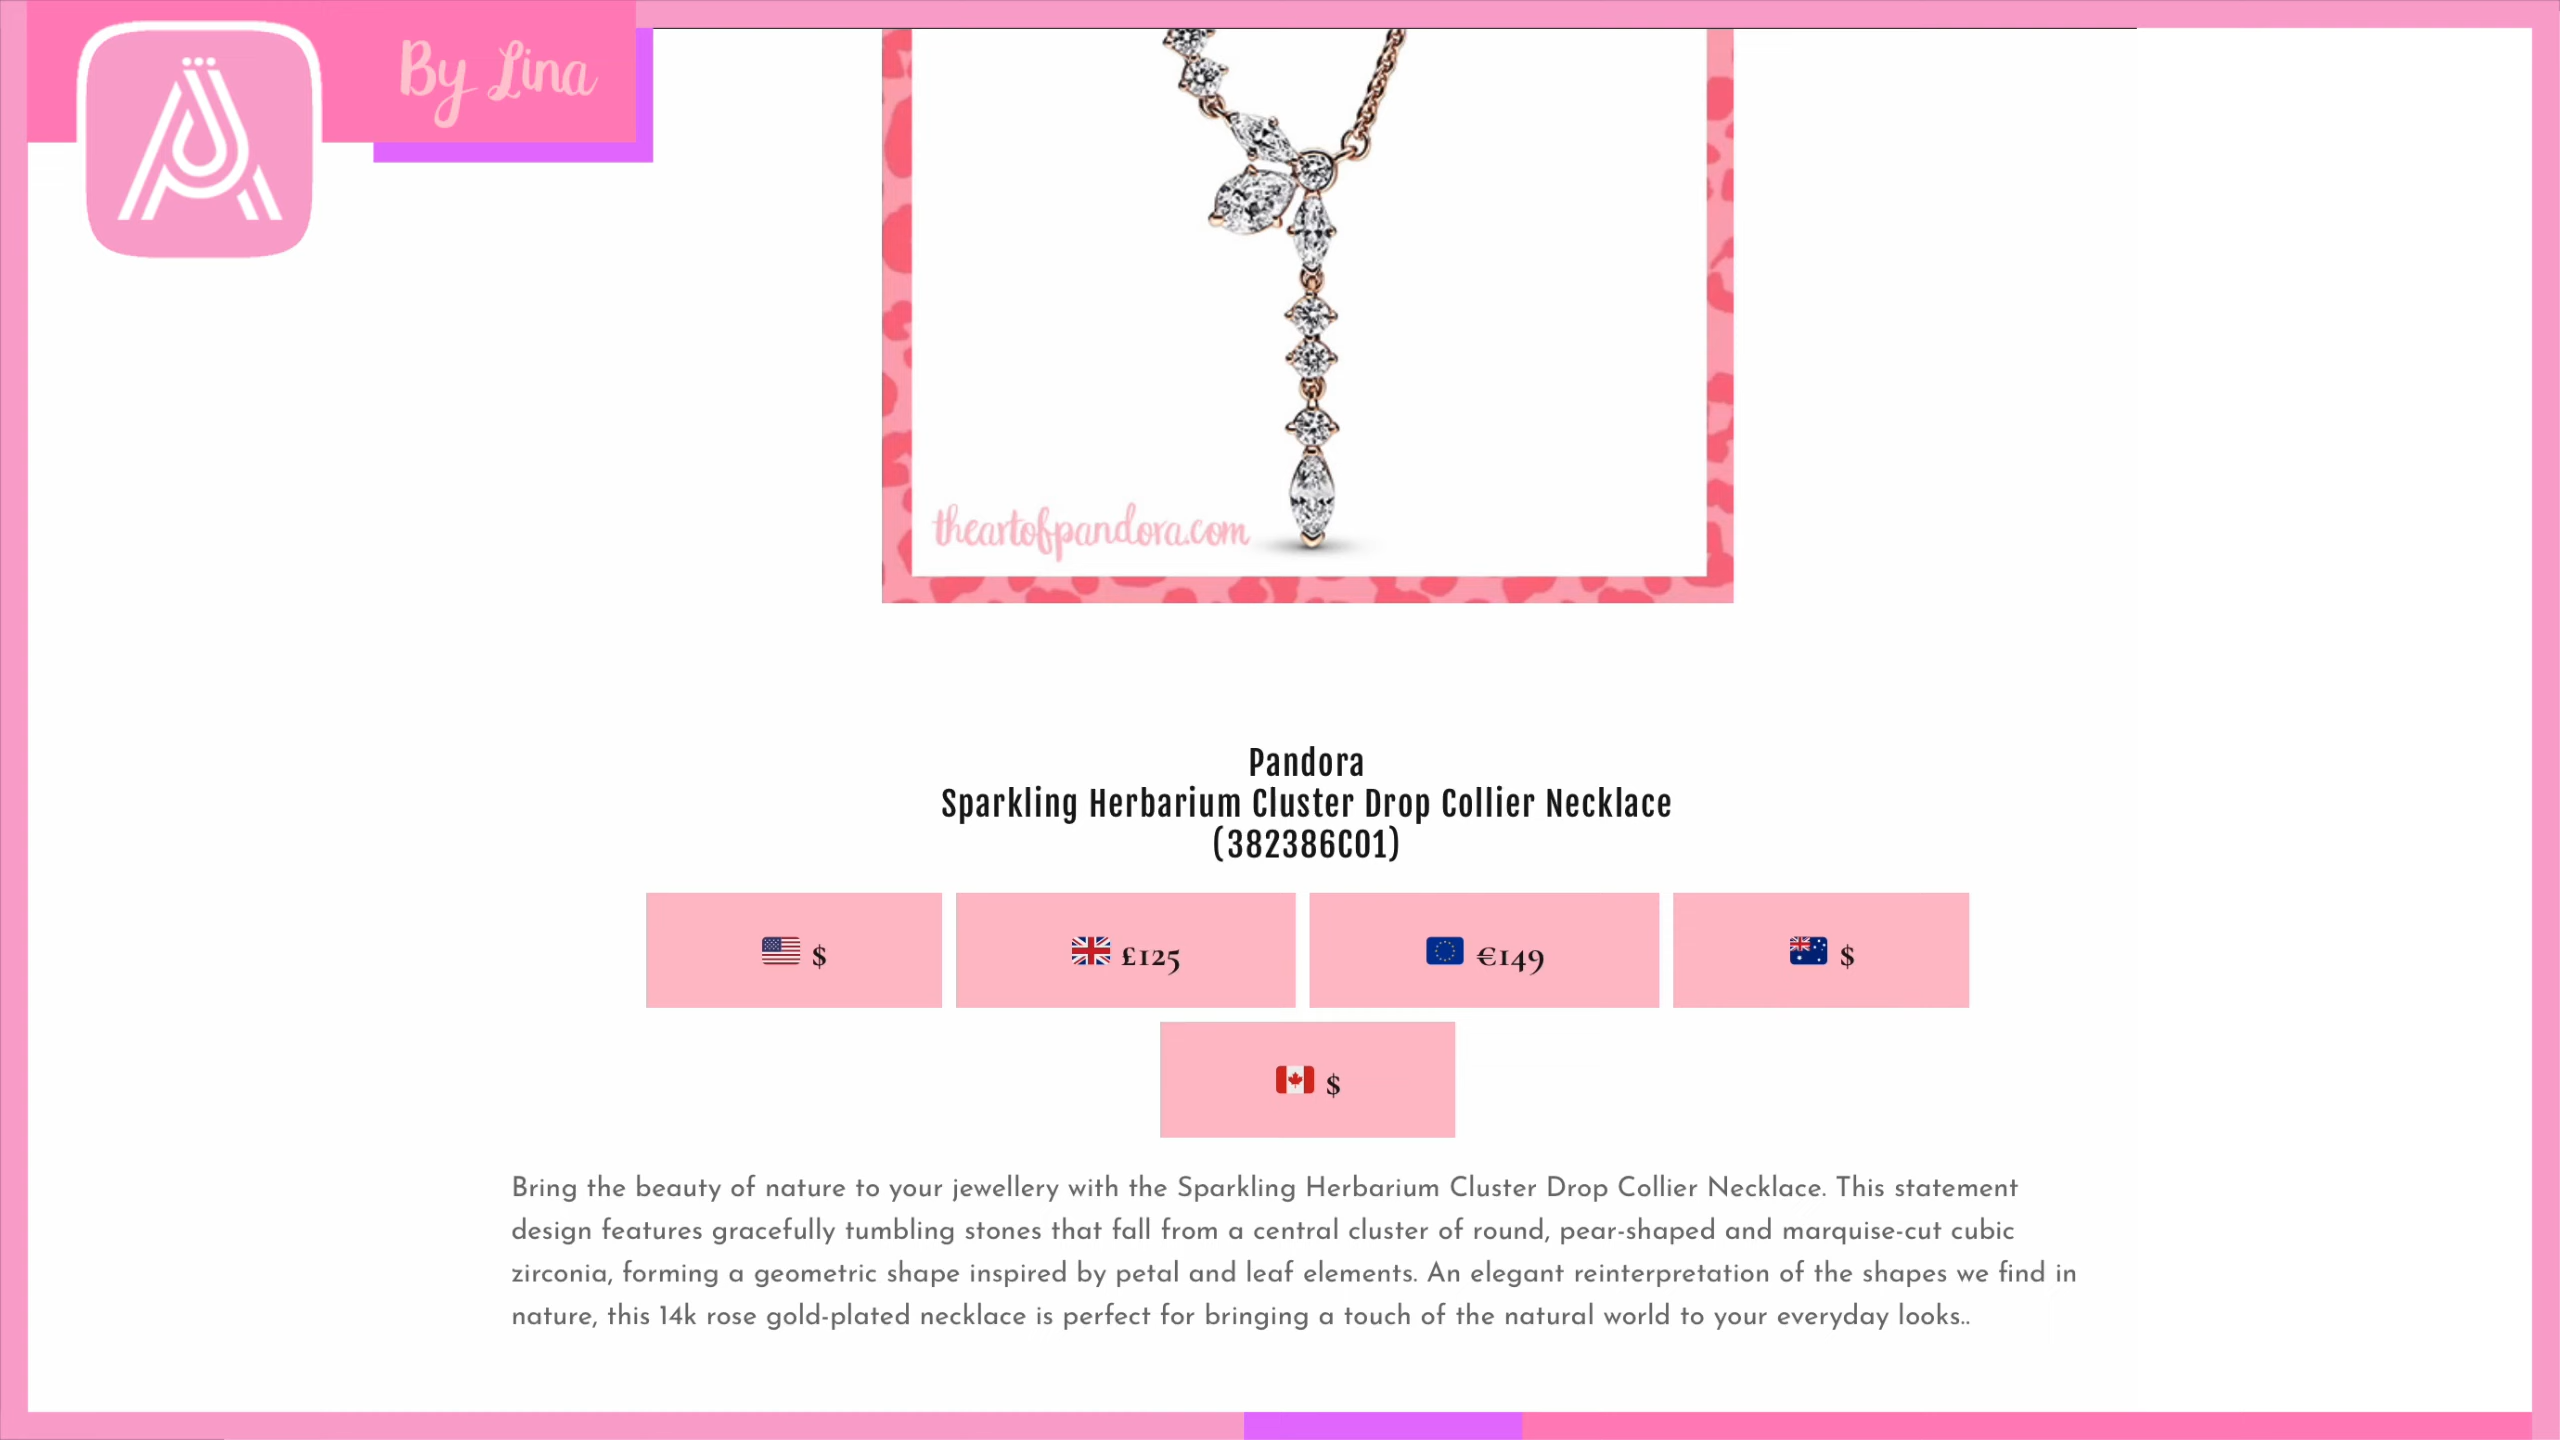 By Lina
theartofpandora.com
Pandora
Sparkling Herbarium Cluster Drop Collier Necklace
(382386C01)
$
£125
€149
$
$
Bring the beauty of nature to your jewellery with the Sparkling Herbarium Cluster Drop Collier Necklace. This statement
design features gracefully tumbling stones that fall from a central cluster of round, pear-shaped and marquise-cut cubic
zirconia, forming a geometric shape inspired by petal and leaf elements. An elegant reinterpretation of the shapes we find in
nature, this 14k rose gold-plated necklace is perfect for bringing a touch of the natural world to your everyday looks..